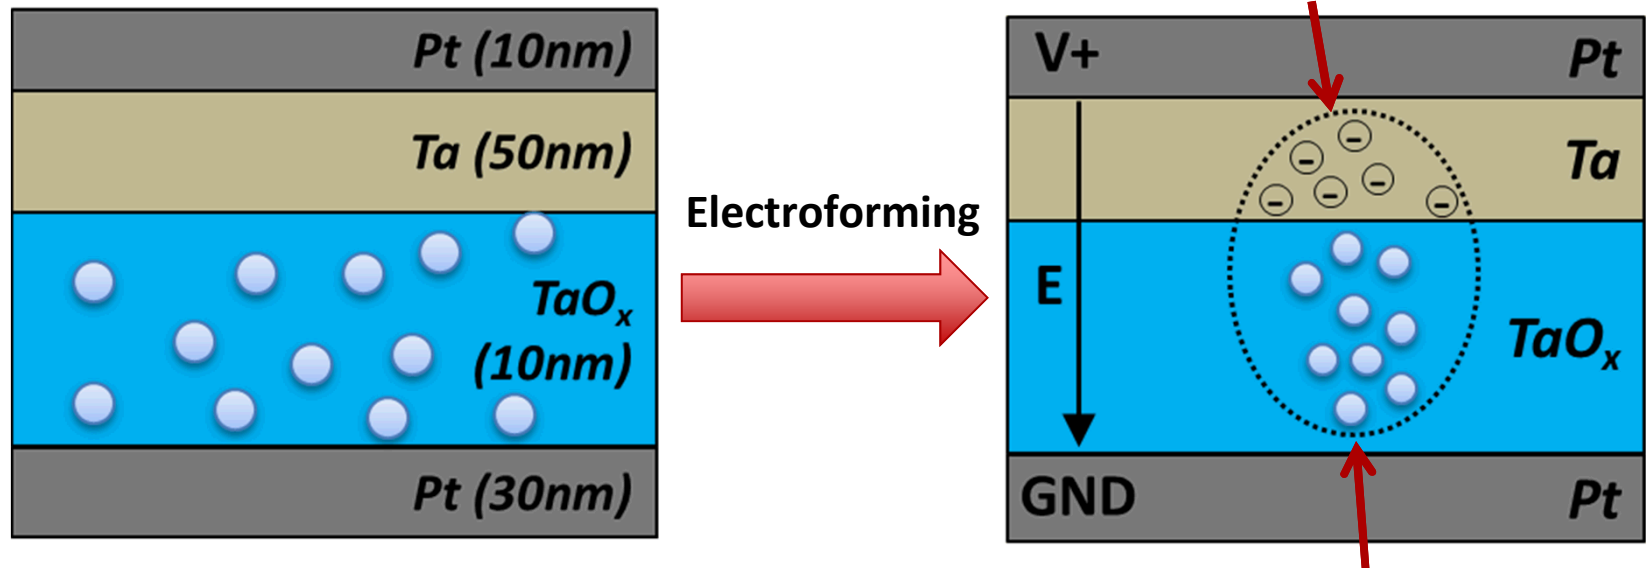 Pt (10nm)
Ta (50nm)
TaOx
(10nm)
Pt (30nm)
Electroforming
V+
Pt
-
-
-
-
-
-
Ta
E
TaOx
GND
Pt